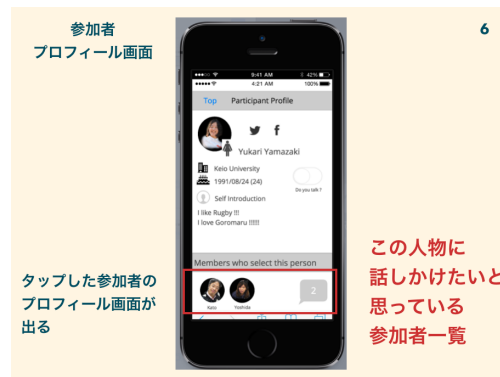 参加者
プロフィール画面
6
9:41 AM
42%
4:21 AM
100%
Top
Participant Profile
Yukari Yamazaki
Keio University
1991/08/24 (24)
Do you talk ?
Self Introduction
I like Rugby !!!
I love Goromaru !!!!!!
Members who select this person
Kato
Yoshida
2
タップした参加者の
プロフィール画面が
出る
この人物に
話しかけたいと
思っている
参加者一覧